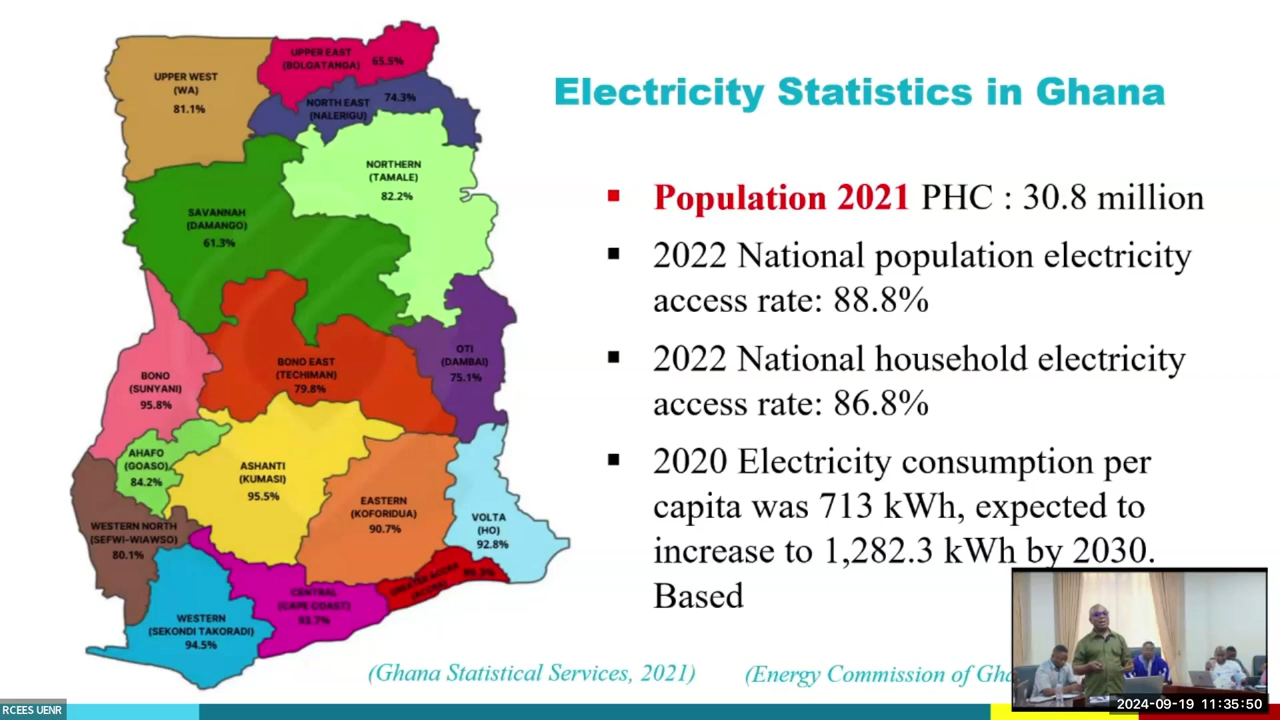 Electricity Statistics in Ghana
UPPER WEST
(WA)
81.1%
UPPER EAST
(BOLGATANGA) 65.5%
NORTH EAST 74.3%
(NALERIGU)
NORTHERN
(TAMALE)
82.2%
SAVANNAH
(DAMANGO)
61.3%
BONO EAST
(TECHIMAN)
79.8%
OTI
(DAMBAI)
75.1%
BONO
(SUNYANI)
95.8%
AHAFO
(GOASO)
84.2%
ASHANTI
(KUMASI)
95.5%
EASTERN
(KOFORIDUA)
90.7%
VOLTA
(HO)
92.8%
WESTERN NORTH
(SEFWI-WIAWSO)
80.1%
CENTRAL
(CAPE COAST)
93.7%
GREATER ACCRA
(ACCRA)
WESTERN
(SEKONDI TAKORADI)
94.5%
▪ Population 2021 PHC : 30.8 million
▪ 2022 National population electricity
access rate: 88.8%
▪ 2022 National household electricity
access rate: 86.8%
▪ 2020 Electricity consumption per
capita was 713 kWh, expected to
increase to 1,282.3 kWh by 2030.
Based
(Ghana Statistical Services, 2021) (Energy Commission of
RCEES UENR
2024-09-19 11:35:50